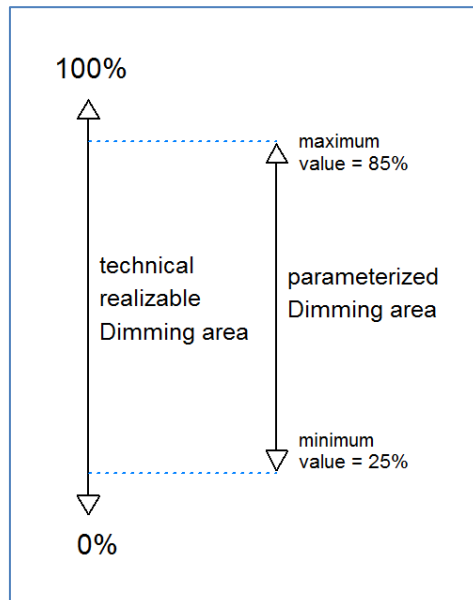 100%
maximum
value = 85%
technical
realizable
Dimming area
parameterized
Dimming area
minimum
value = 25%
0%